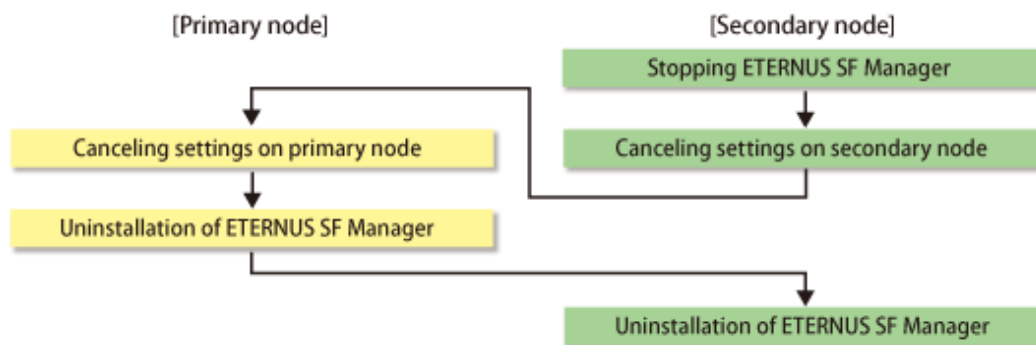 [Primary node]
[Secondary node]
Stopping ETERNUS SF Manager
Canceling settings on primary node
Canceling settings on secondary node
Uninstallation of ETERNUS SF Manager
Uninstallation of ETERNUS SF Manager